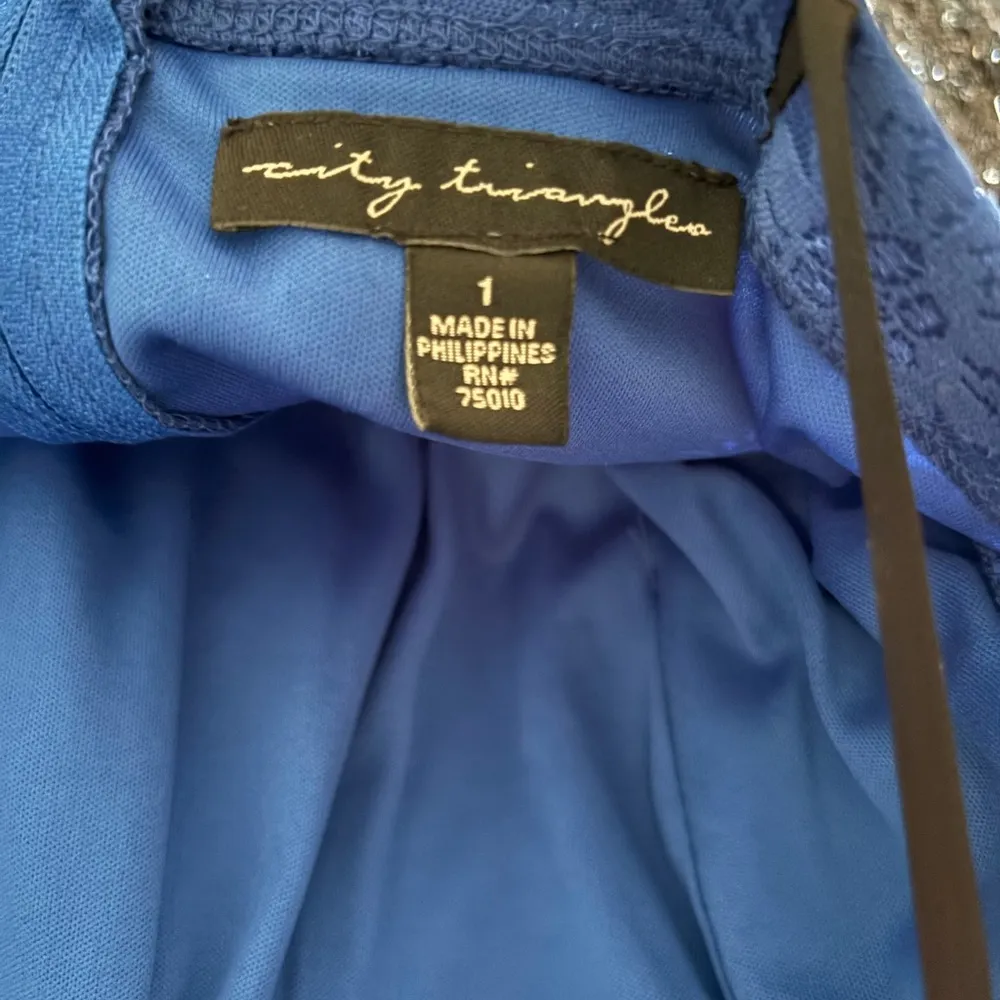 city triangles
1
MADE IN
PHILIPPINES
RN#
75010